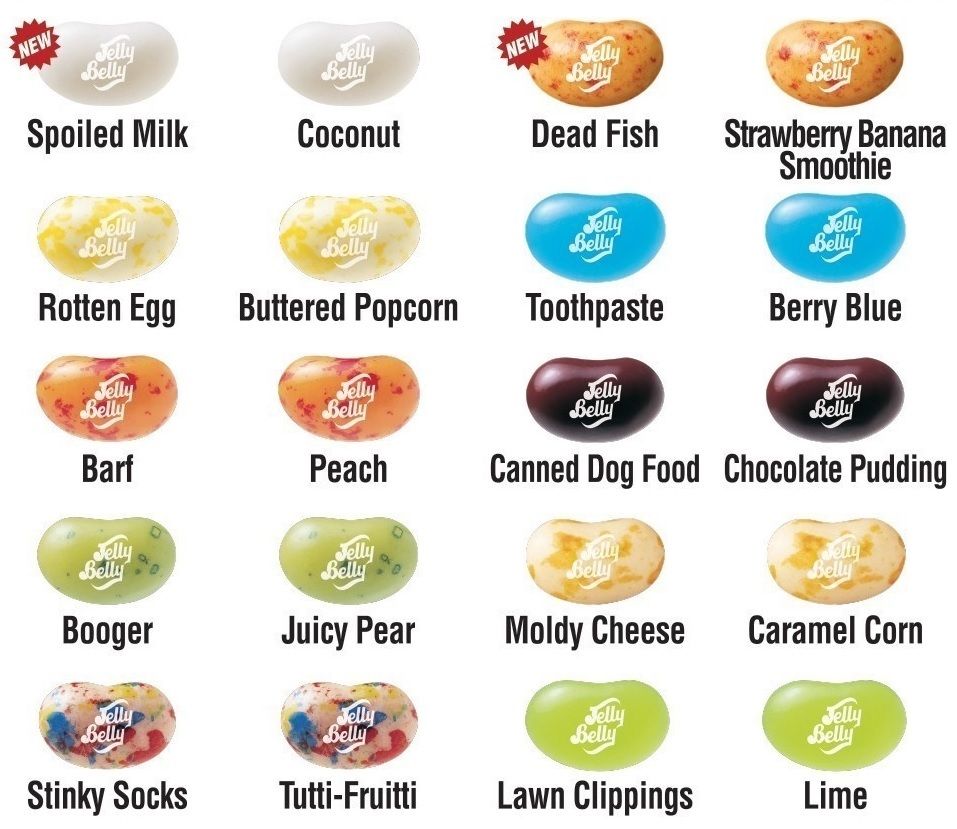 NEW
Jelly
Belly
Spoiled Milk
Jelly
Belly
Coconut
NEW
Jelly
Belly
Dead Fish
Jelly
Belly
Strawberry Banana
Smoothie
Jelly
Belly
Rotten Egg
Jelly
Belly
Buttered Popcorn
Jelly
Belly
Toothpaste
Jelly
Belly
Berry Blue
Jelly
Belly
Barf
Jelly
Belly
Peach
Jelly
Belly
Canned Dog Food
Jelly
Belly
Chocolate Pudding
Jelly
Belly
Booger
Jelly
Belly
Juicy Pear
Jelly
Belly
Moldy Cheese
Jelly
Belly
Caramel Corn
Jelly
Belly
Stinky Socks
Jelly
Belly
Tutti-Fruitti
Jelly
Belly
Lawn Clippings
Jelly
Belly
Lime